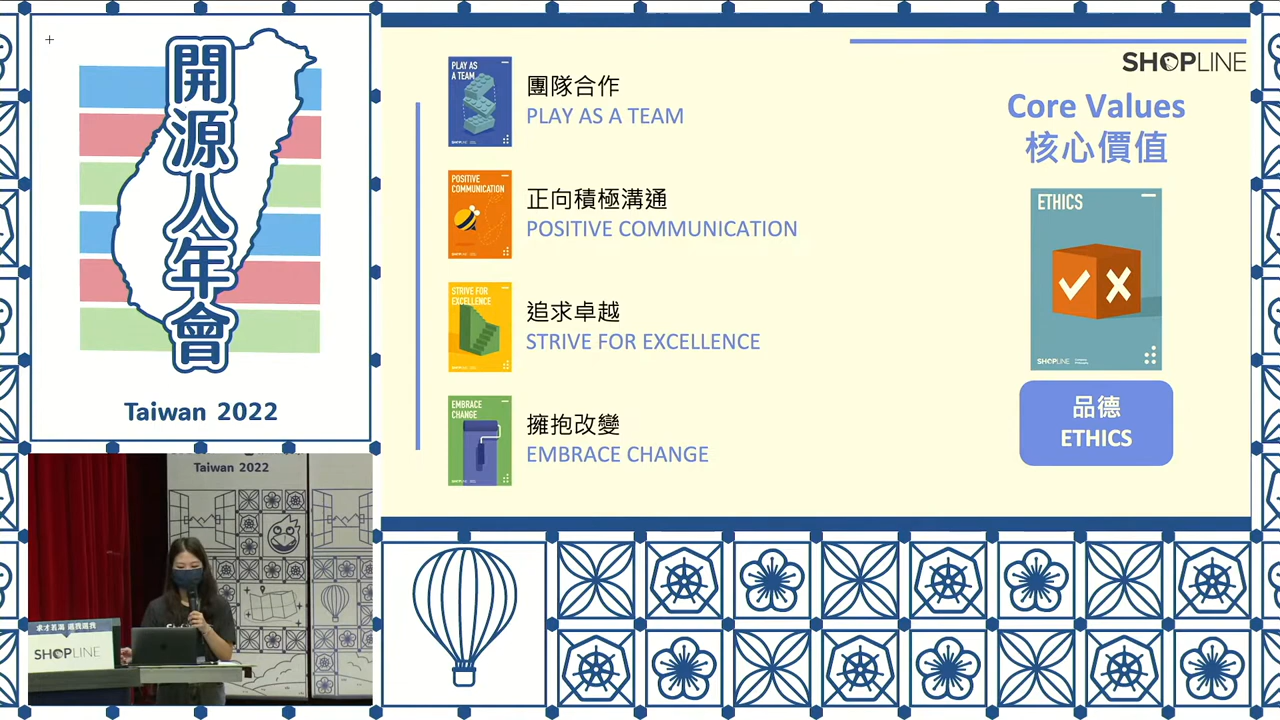 開源人年會
Taiwan 2022
PLAY AS
A TEAM
團隊合作
PLAY AS A TEAM
POSITIVE
COMMUNICATION
正向積極溝通
POSITIVE COMMUNICATION
STRIVE FOR
EXCELLENCE
追求卓越
STRIVE FOR EXCELLENCE
EMBRACE
CHANGE
擁抱改變
EMBRACE CHANGE
SHOPLINE
Core Values
核心價值
ETHICS
SHOPLINE
品德
ETHICS
Taiwan 2022
SHOPLINE